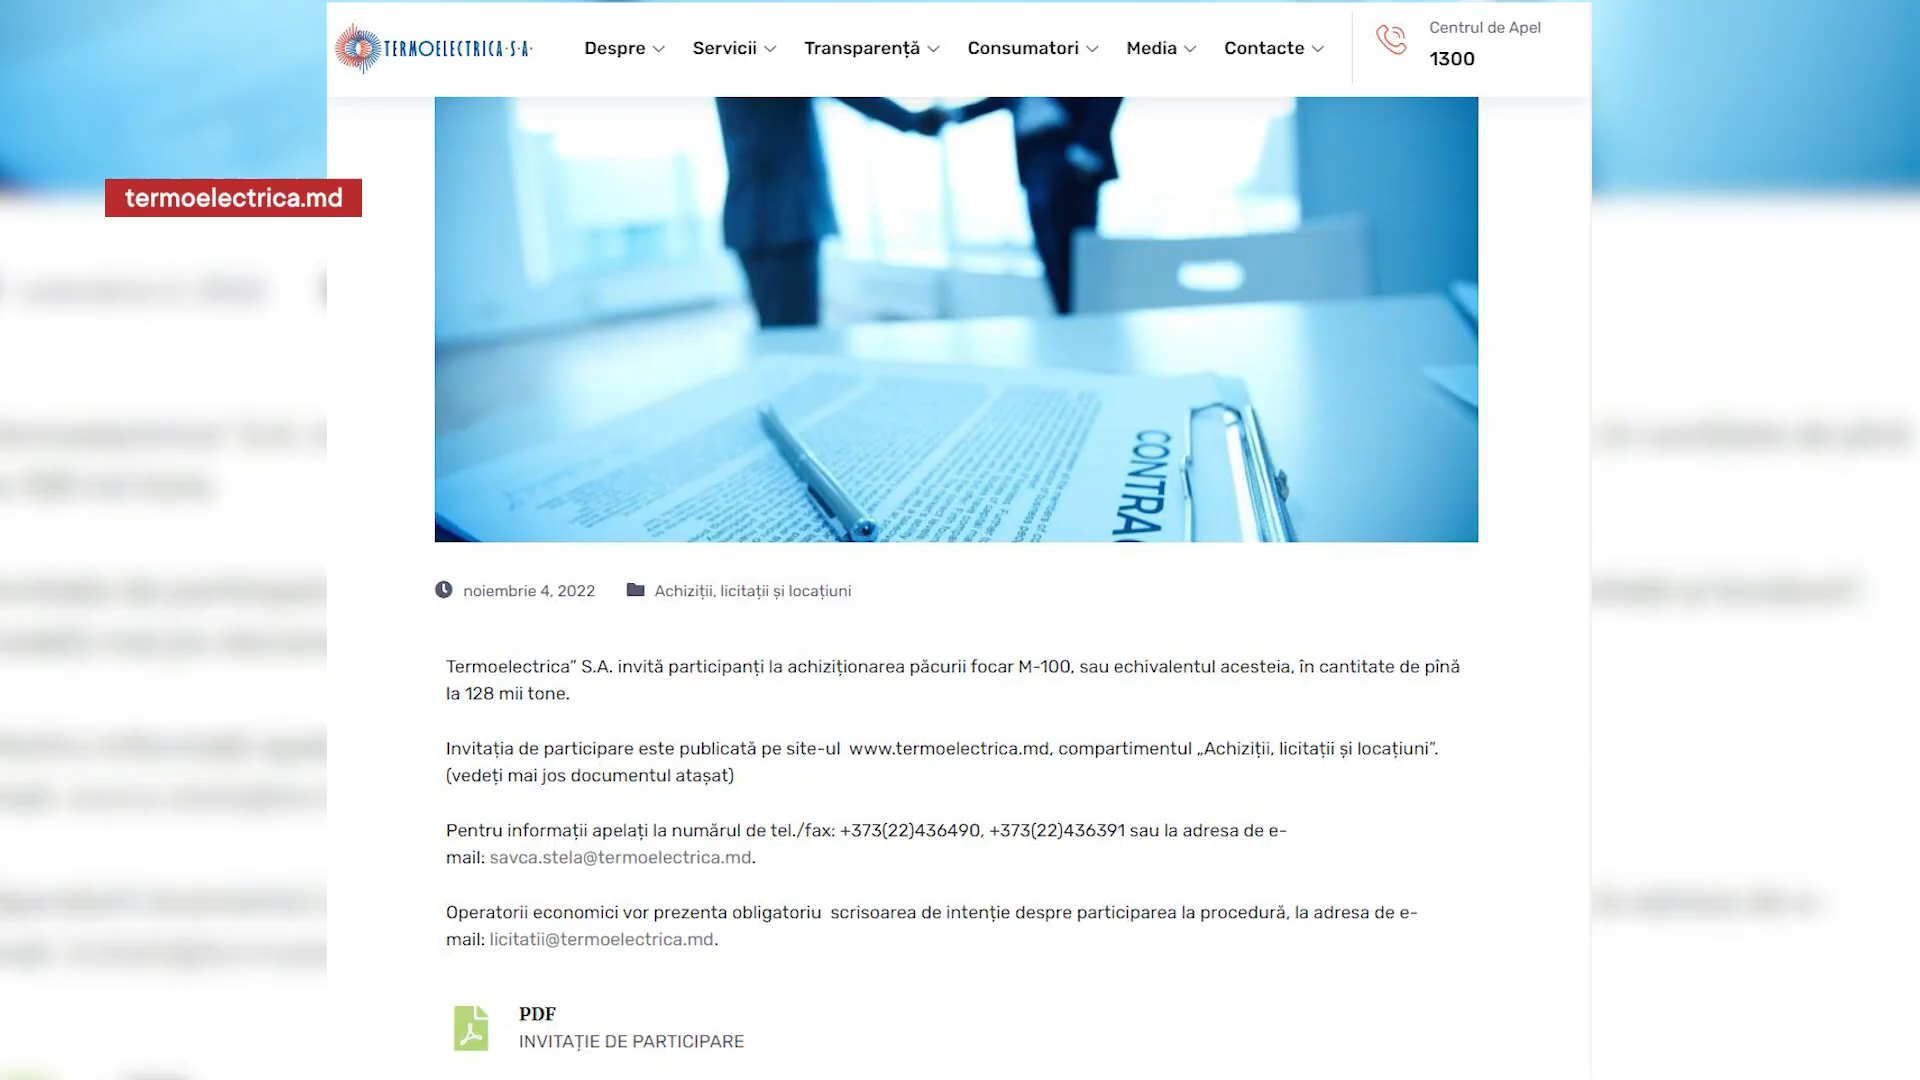 TERMOELECTRICA·S·A·
Despre
Servicii
Transparență
Consumatori
Media
Contacte
Centrul de Apel
1300
termoelectrica.md
CONTRA
noiembrie 4, 2022
Achiziții, licitații și locațiuni
Termoelectrica” S.A. invită participanți la achiziționarea păcurii focar M-100, sau echivalentul acesteia, în cantitate de pînă
la 128 mii tone.
Invitația de participare este publicată pe site-ul www.termoelectrica.md, compartimentul „Achiziții, licitații și locațiuni”.
(vedeți mai jos documentul atașat)
Pentru informații apelați la numărul de tel./fax: +373(22)436490, +373(22)436391 sau la adresa de e-
mail: savca.stela@termoelectrica.md.
Operatorii economici vor prezenta obligatoriu scrisoarea de intenție despre participarea la procedură, la adresa de e-
mail: licitatii@termoelectrica.md.
PDF
INVITAȚIE DE PARTICIPARE